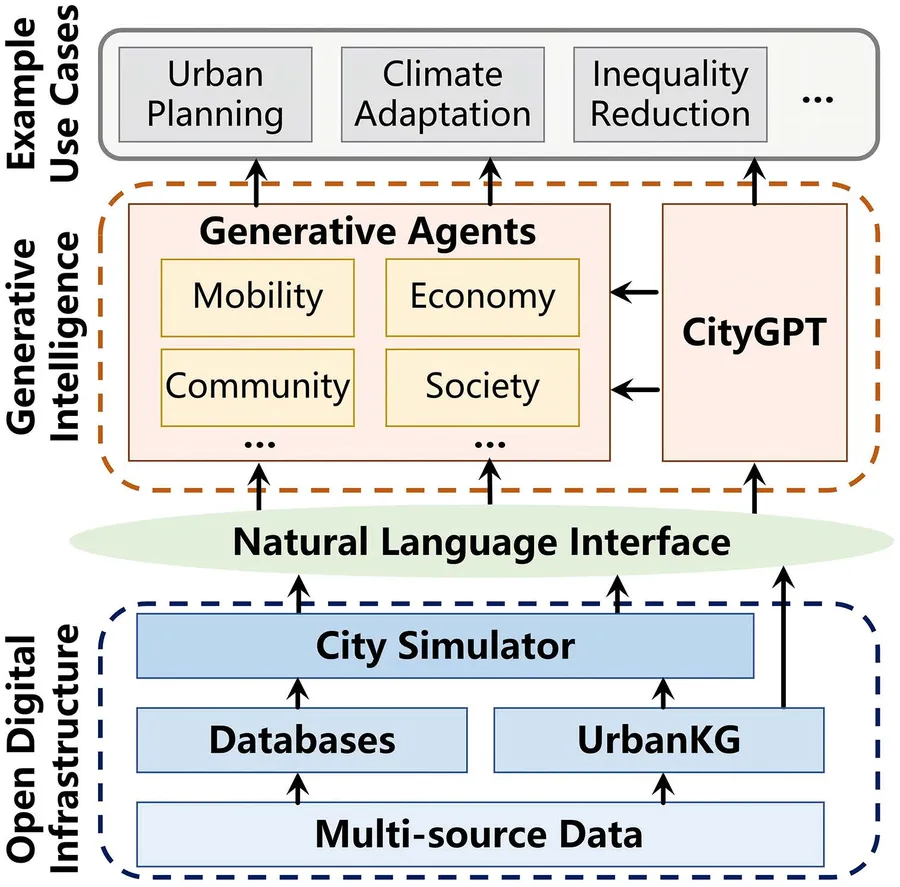 Example
Use Cases
Urban
Planning
Climate
Adaptation
Inequality
Reduction
...
Generative
Intelligence
Generative Agents
Mobility
Economy
Community
Society
...
...
CityGPT
Natural Language Interface
Open Digital
Infrastructure
City Simulator
Databases
UrbanKG
Multi-source Data